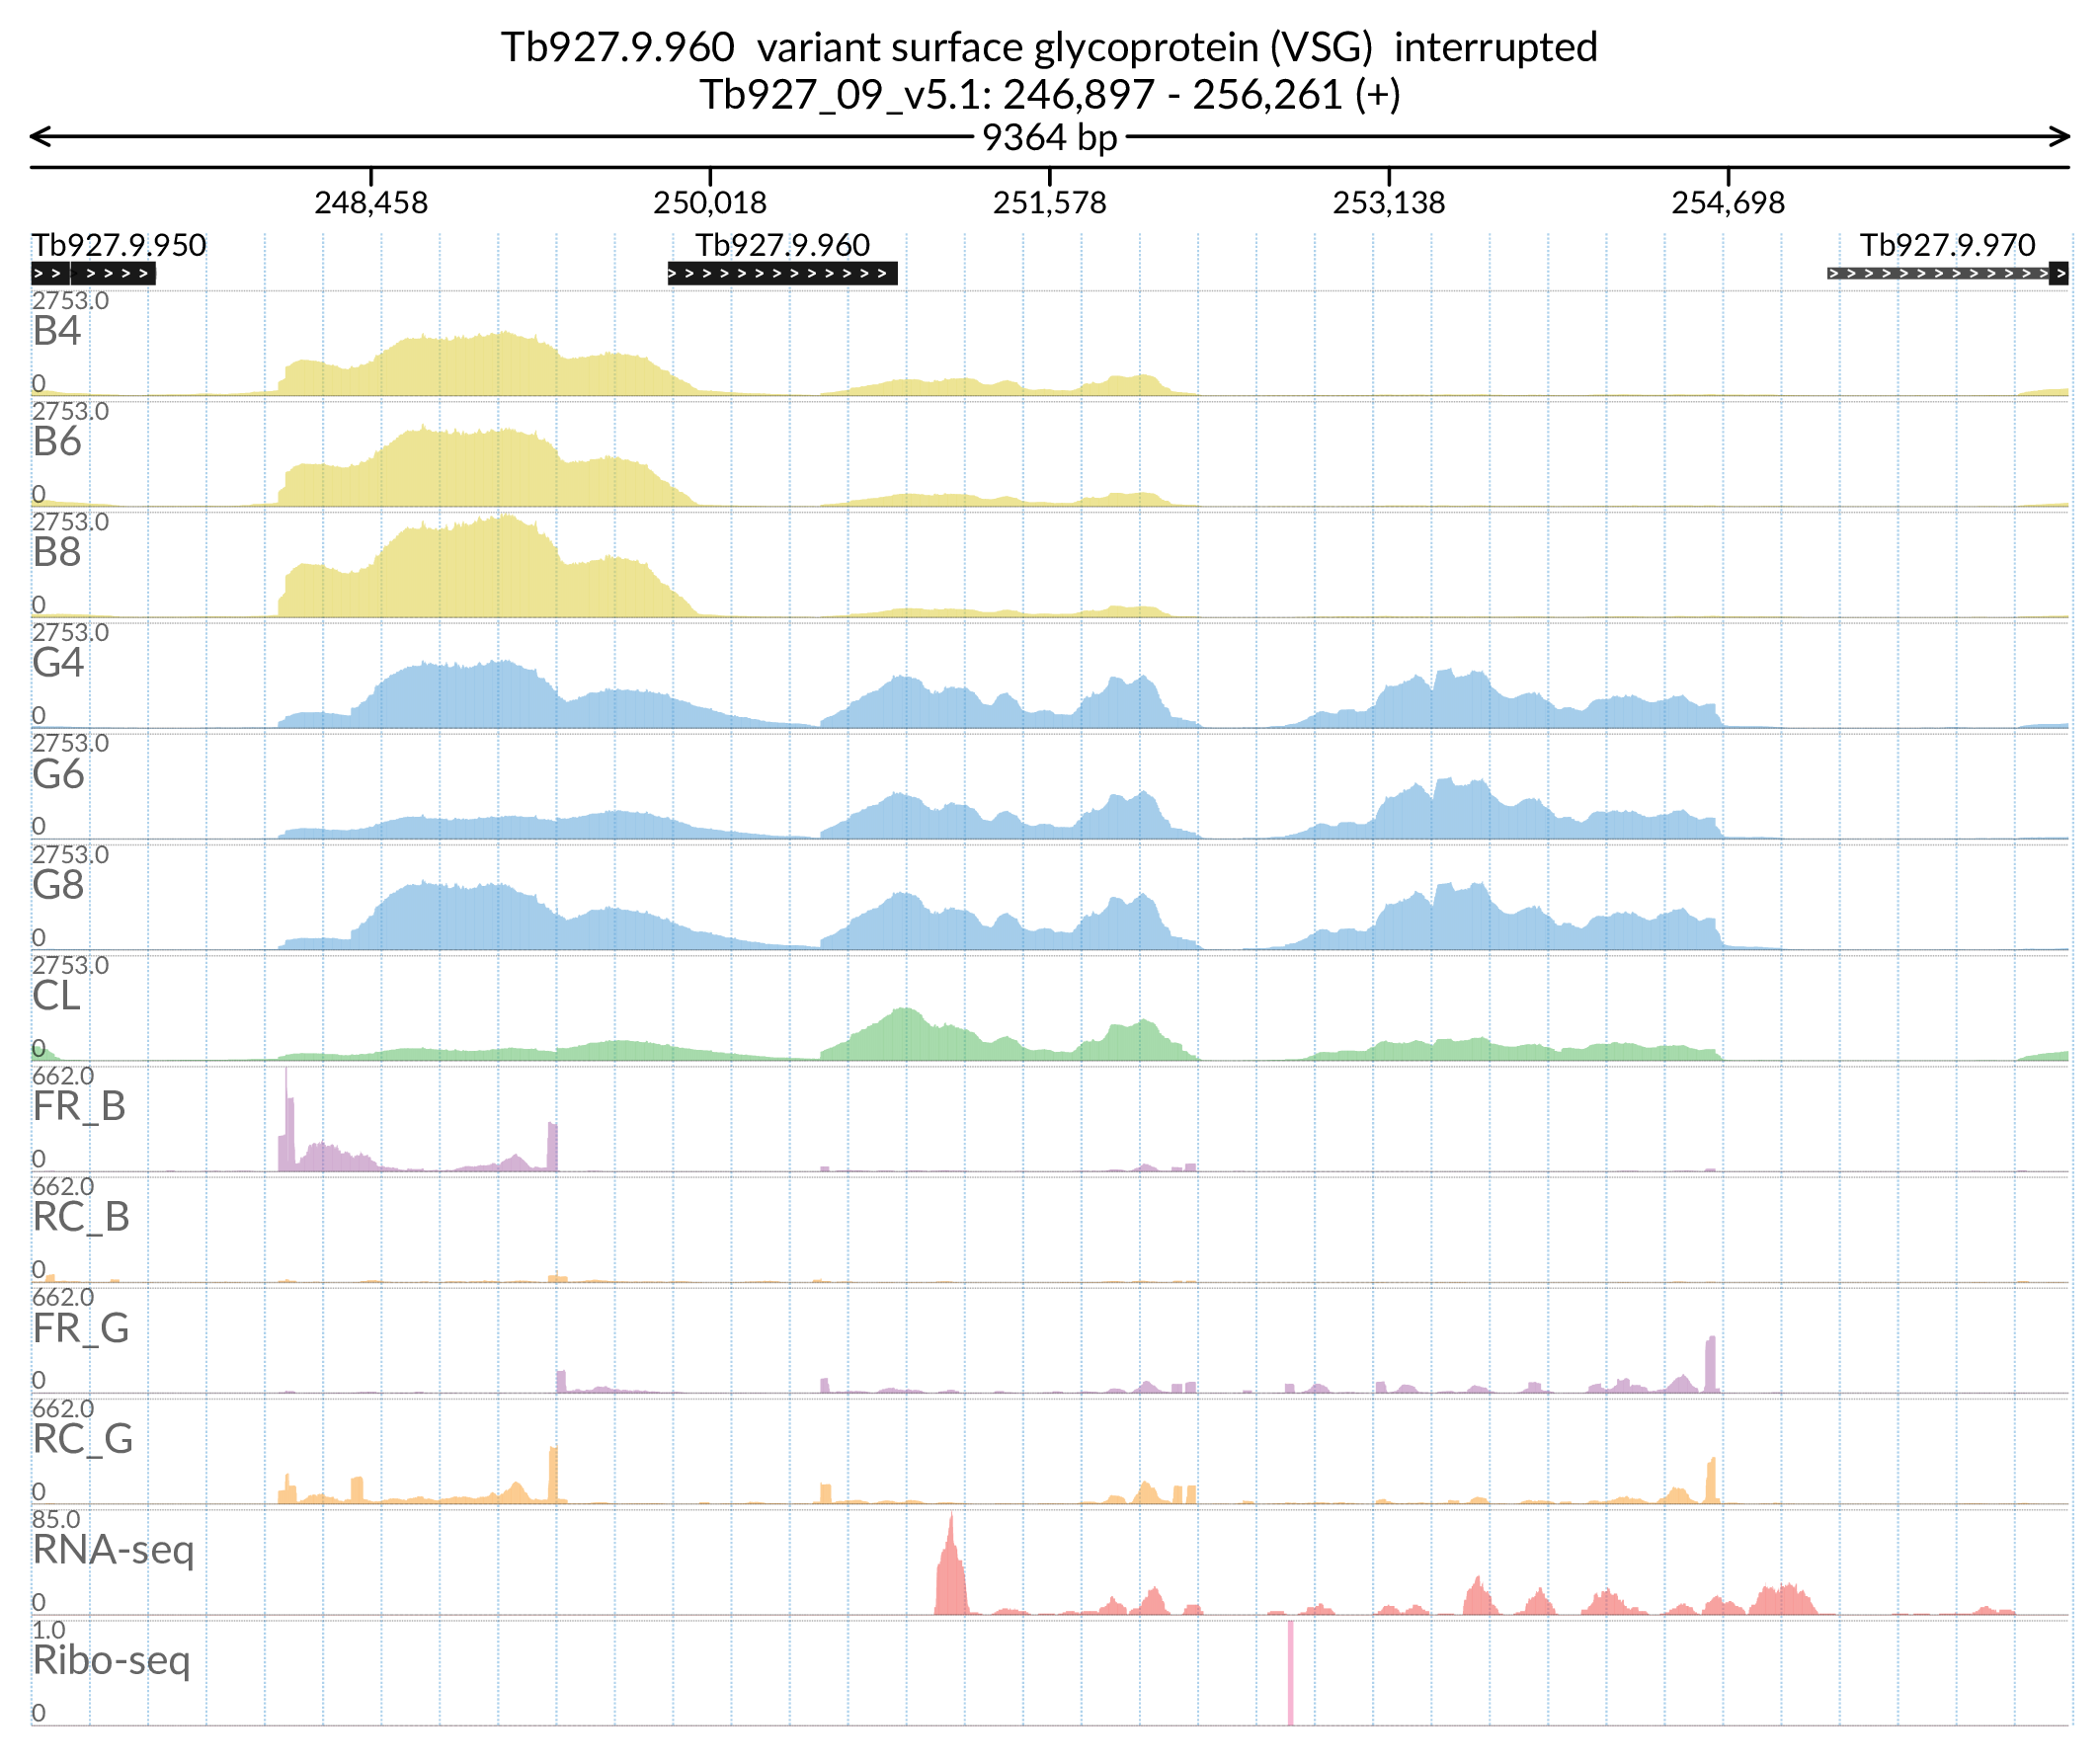 Tb927.9.960 variant surface glycoprotein (VSG) interrupted
Tb927_09_v5.1: 246,897 - 256,261 (+)
9364 bp
248,458 250,018 251,578 253,138 254,698
Tb927.9.950 Tb927.9.960 Tb927.9.970
2753.0
B4
0
2753.0
B6
0
2753.0
B8
0
2753.0
G4
0
2753.0
G6
0
2753.0
G8
0
2753.0
CL
0
662.0
FR_B
0
662.0
RC_B
0
662.0
FR_G
0
662.0
RC_G
0
85.0
RNA-seq
0
1.0
Ribo-seq
0